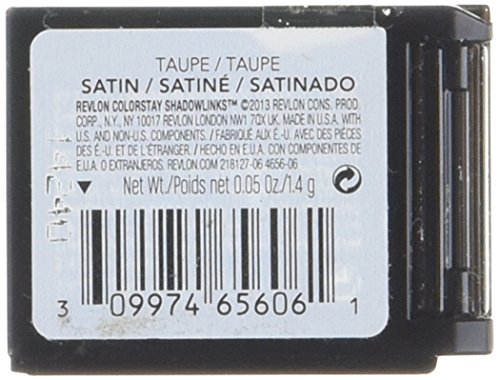 TAUPE / TAUPE
SATIN / SATINÉ / SATINADO
REVLON COLORSTAY SHADOWLINKS™ ©2013 REVLON CONS. PROD.
CORP., N.Y., NY 10017 REVLON LONDON NW1 7QX UK. MADE IN U.S.A. WITH
U.S. AND NON-U.S. COMPONENTS. / FABRIQUÉ AUX É.-U. AVEC DES PIÈCES
DES É.-U. ET DE L'ÉTRANGER. / HECHO EN E.U.A. CON COMPONENTES DE
E.U.A. O EXTRANJEROS. REVLON.COM 218127-06 4656-06
Net Wt./Poids net 0.05 Oz/1.4 g
3 09974 65606 1